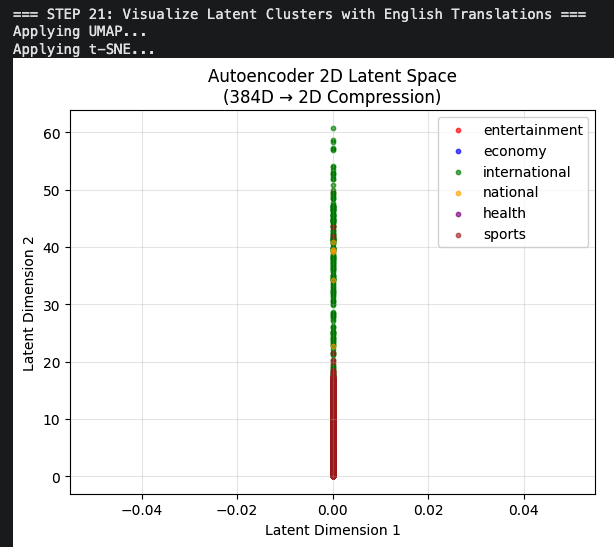 === STEP 21: Visualize Latent Clusters with English Translations ===
Applying UMAP...
Applying t-SNE...
Autoencoder 2D Latent Space
(384D → 2D Compression)
entertainment
economy
international
national
health
sports
Latent Dimension 2
60
50
40
30
20
10
0
−0.04 −0.02 0.00 0.02 0.04
Latent Dimension 1